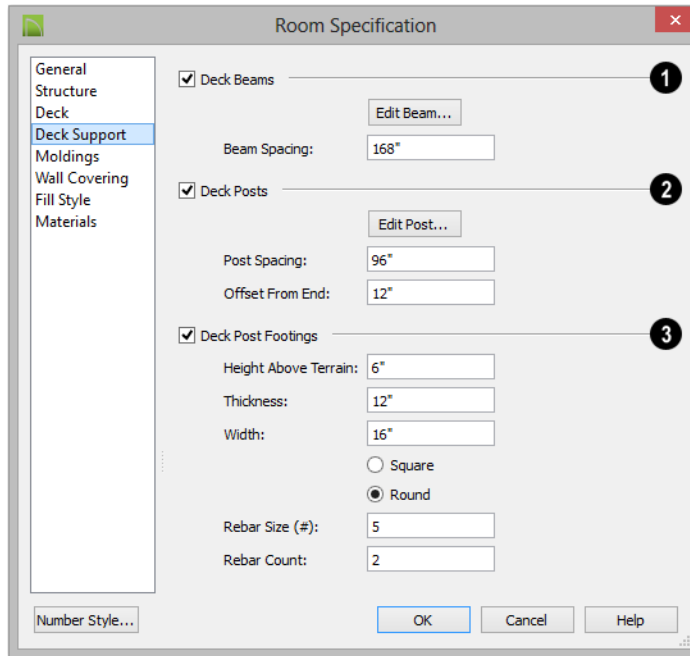 Room Specification
General
Structure
Deck
Deck Support
Moldings
Wall Covering
Fill Style
Materials
Deck Beams 1
Edit Beam...
Beam Spacing: 168"
Deck Posts 2
Edit Post...
Post Spacing: 96"
Offset From End: 12"
Deck Post Footings 3
Height Above Terrain: 6"
Thickness: 12"
Width: 16"
Square
Round
Rebar Size (#): 5
Rebar Count: 2
Number Style... OK Cancel Help